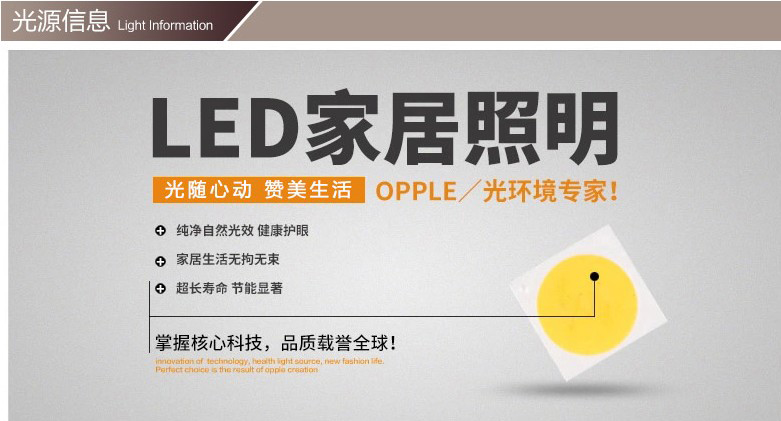 光源信息 Light Information
LED家居照明
光随心动 赞美生活 OPPLE／光环境专家！
纯净自然光效 健康护眼
家居生活无拘无束
超长寿命 节能显著
掌握核心科技，品质载誉全球！
Innovation of technology, health light source, new fashion life.
Perfect choice is the result of opple creation